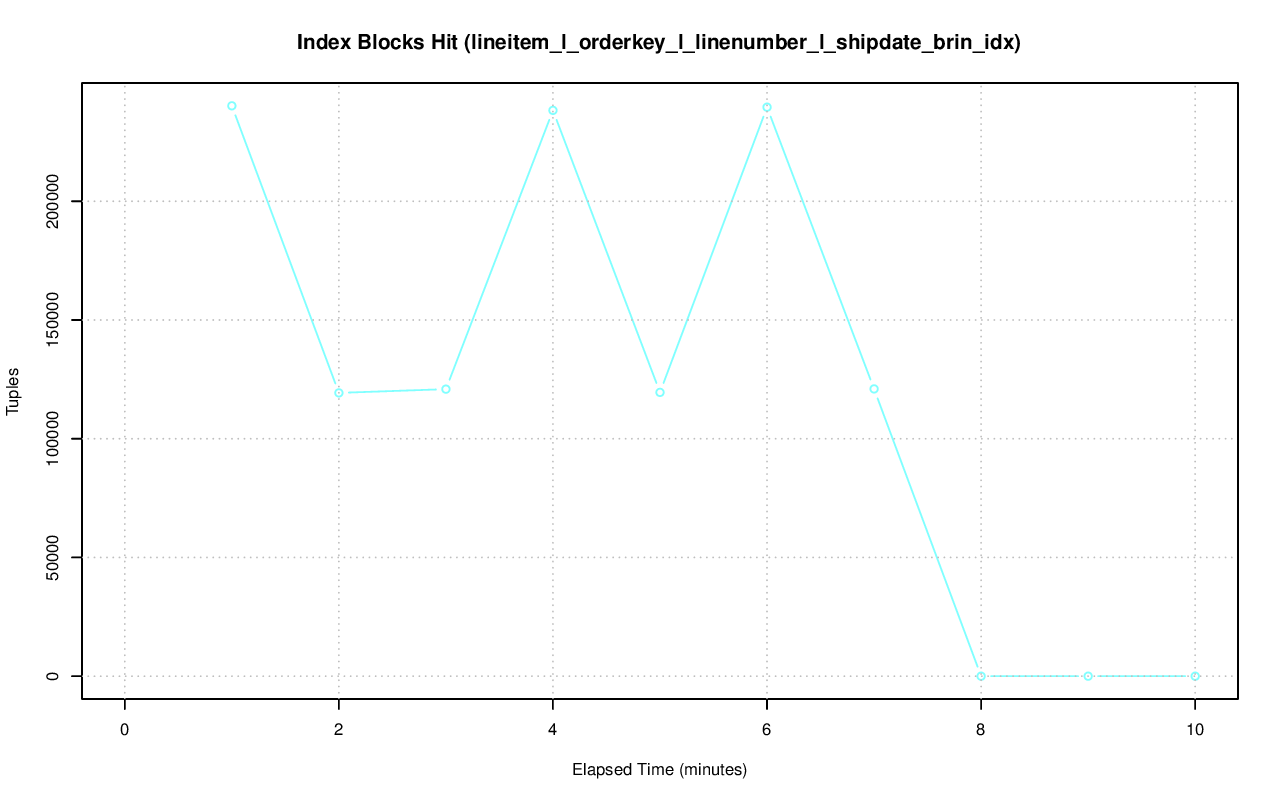 Index Blocks Hit (lineitem_l_orderkey_l_linenumber_l_shipdate_brin_idx)
Tuples
200000
150000
100000
50000
0
0 2 4 6 8 10
Elapsed Time (minutes)